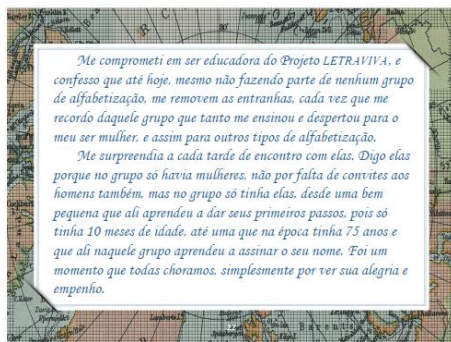 Me comprometi em ser educadora do Projeto LETRAVIVA, e
confesso que até hoje, mesmo não fazendo parte de nenhum grupo
de alfabetização, me removem as entranhas, cada vez que me
recordo daquele grupo que tanto me ensinou e despertou para o
meu ser mulher, e assim para outros tipos de alfabetização.
Me surpreendia a cada tarde de encontro com elas. Digo elas
porque no grupo só havia mulheres, não por falta de convites aos
homens também, mas no grupo só tinha elas, desde uma bem
pequena que ali aprendeu a dar seus primeiros passos, pois só
tinha 10 meses de idade, até uma que na época tinha 75 anos e
que ali naquele grupo aprendeu a assinar o seu nome. Foi um
momento que todas choramos, simplesmente por ver sua alegria e
empenho.
22